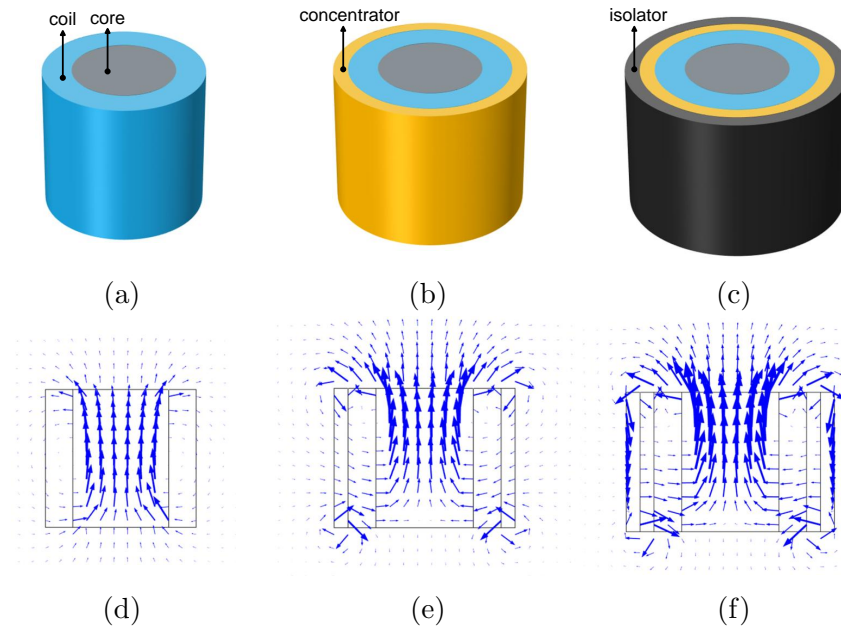 coil core
concentrator
isolator
(a)
(b)
(c)
(d)
(e)
(f)